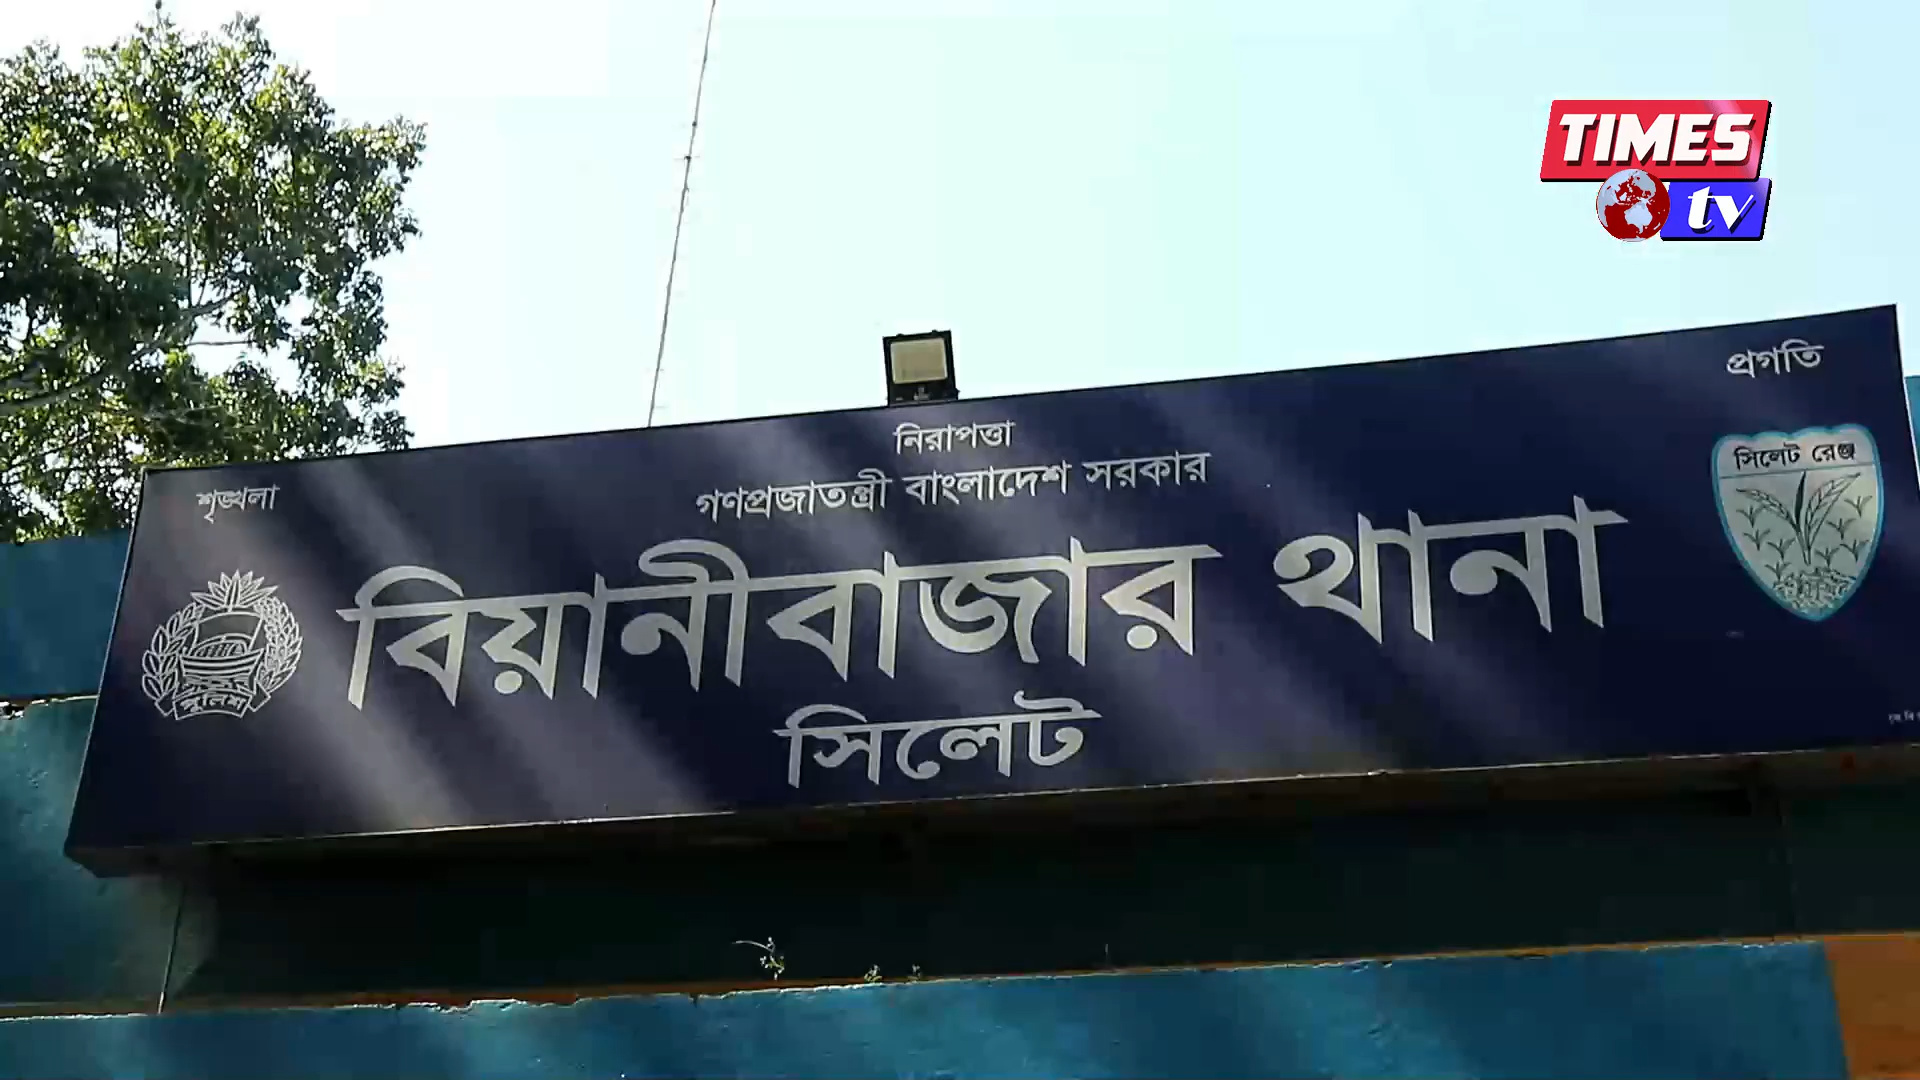 TIMES
tv
প্রগতি
নিরাপত্তা
শৃঙ্খলা
গণপ্রজাতন্ত্রী বাংলাদেশ সরকার
সিলেট রেঞ্জ
বিয়ানীবাজার থানা
পুলিশ
সিলেট